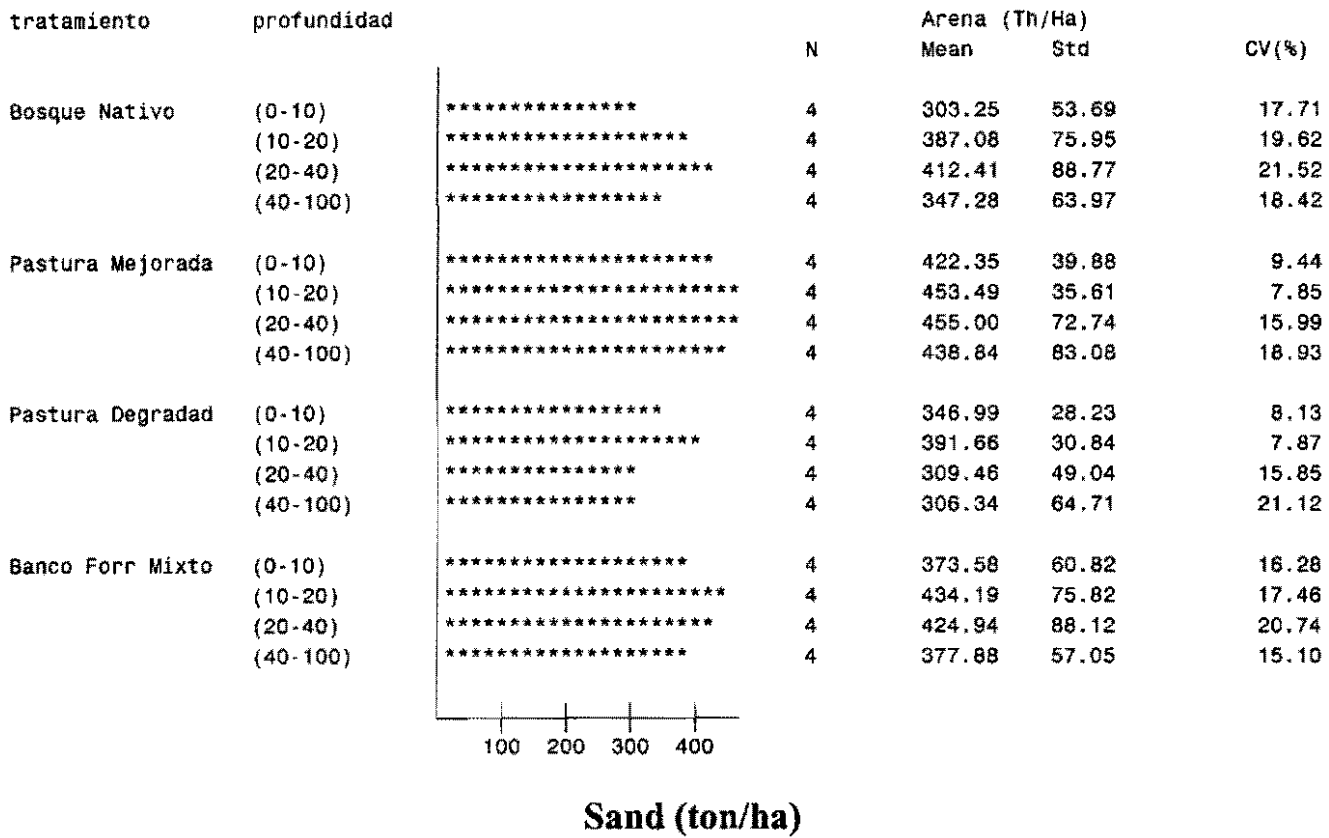 tratamiento profundidad Arena (Th/Ha)
N Mean Std CV(%)
Bosque Nativo (0-10) *************** 4 303.25 53.69 17.71
(10-20) ******************* 4 387.08 75.95 19.62
(20-40) ********************* 4 412.41 88.77 21.52
(40-100) ***************** 4 347.28 63.97 18.42
Pastura Mejorada (0-10) ********************* 4 422.35 39.88 9.44
(10-20) *********************** 4 453.49 35.61 7.85
(20-40) *********************** 4 455.00 72.74 15.99
(40-100) ********************** 4 438.84 83.08 18.93
Pastura Degradad (0-10) ***************** 4 346.99 28.23 8.13
(10-20) ******************** 4 391.66 30.84 7.87
(20-40) *************** 4 309.46 49.04 15.85
(40-100) *************** 4 306.34 64.71 21.12
Banco Forr Mixto (0-10) ******************* 4 373.58 60.82 16.28
(10-20) ********************** 4 434.19 75.82 17.46
(20-40) ********************* 4 424.94 88.12 20.74
(40-100) ******************* 4 377.88 57.05 15.10
100 200 300 400
Sand (ton/ha)